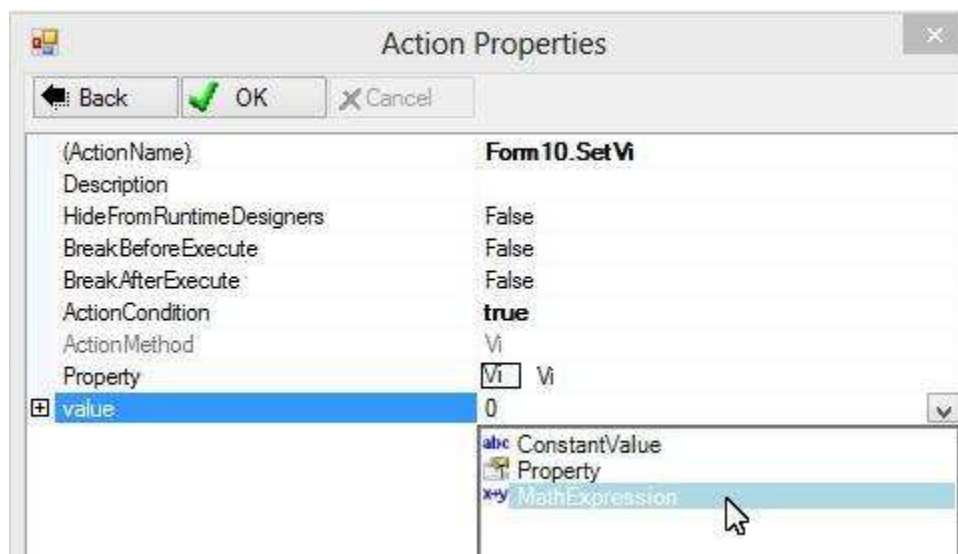 Action Properties
Back OK Cancel
(ActionName) Form10.SetVi
Description
HideFromRuntimeDesigners False
BreakBeforeExecute False
BreakAfterExecute False
ActionCondition true
ActionMethod Vi
Property Vi Vi
value 0
abc ConstantValue
Property
x+y MathExpression